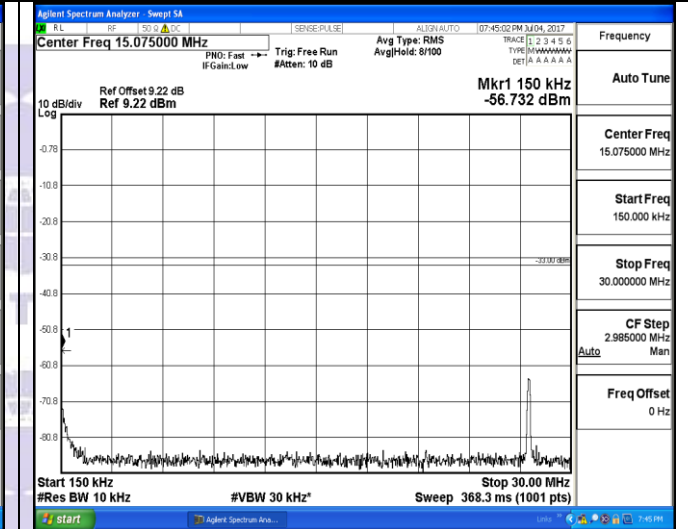 Agilent Spectrum Analyzer - Swept SA
RL RF 50 Ω DC SENSE:PULSE ALIGN AUTO 07:45:02 PM Jul 04, 2017
Center Freq 15.075000 MHz
PNO: Fast
IFGain:Low
Trig: Free Run
#Atten: 10 dB
Avg Type: RMS
Avg|Hold: 8/100
TRACE 1 2 3 4 5 6
TYPE MWWWWW
DET A A A A A A
Mkr1 150 kHz
-56.732 dBm
Ref Offset 9.22 dB
Ref 9.22 dBm
10 dB/div
Log
-0.78
-10.8
-20.8
-30.8
-33.00 dBm
-40.8
-50.8
1
-60.8
-70.8
-80.8
Start 150 kHz
Stop 30.00 MHz
#Res BW 10 kHz
#VBW 30 kHz*
Sweep 368.3 ms (1001 pts)
Frequency
Auto Tune
Center Freq
15.075000 MHz
Start Freq
150.000 kHz
Stop Freq
30.000000 MHz
CF Step
2.985000 MHz
Auto Man
Freq Offset
0 Hz
start
Agilent Spectrum Ana...
Links
7:45 PM